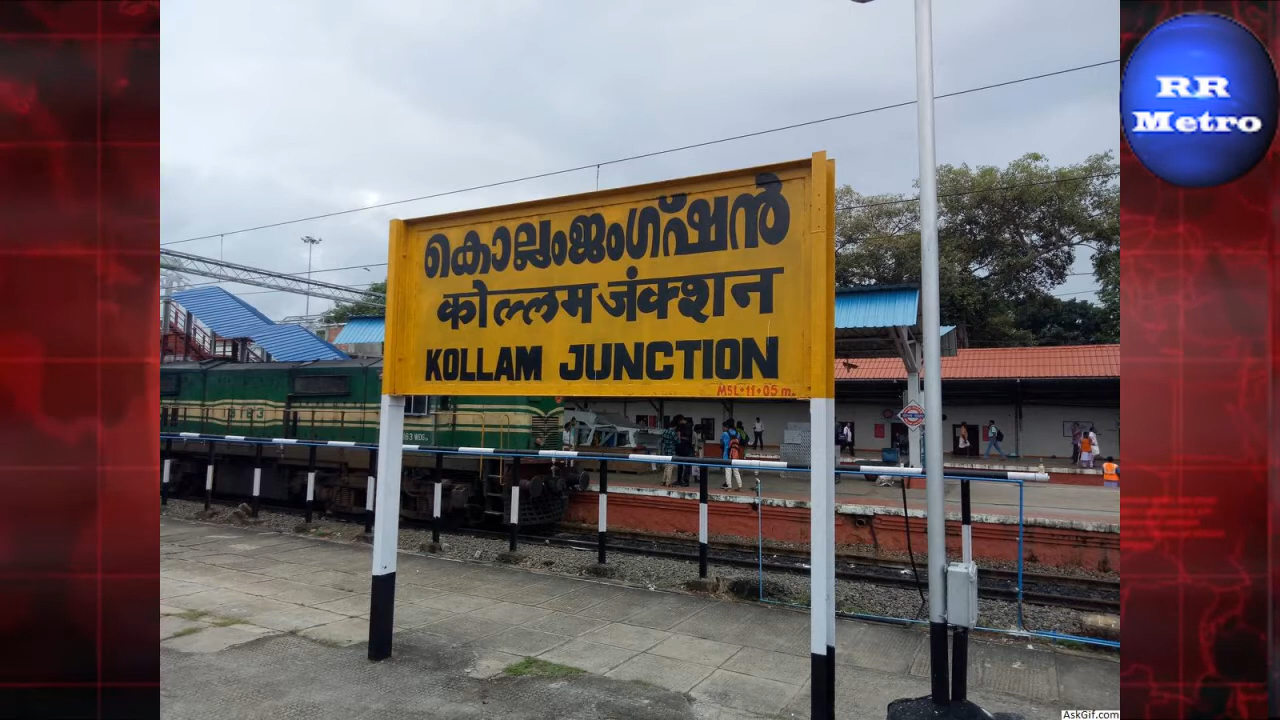 കൊല്ലംജംഗ്ഷൻ
कोल्लम जंक्शन
KOLLAM JUNCTION
MSL•11•05 m.
RR
Metro
AskGif.com